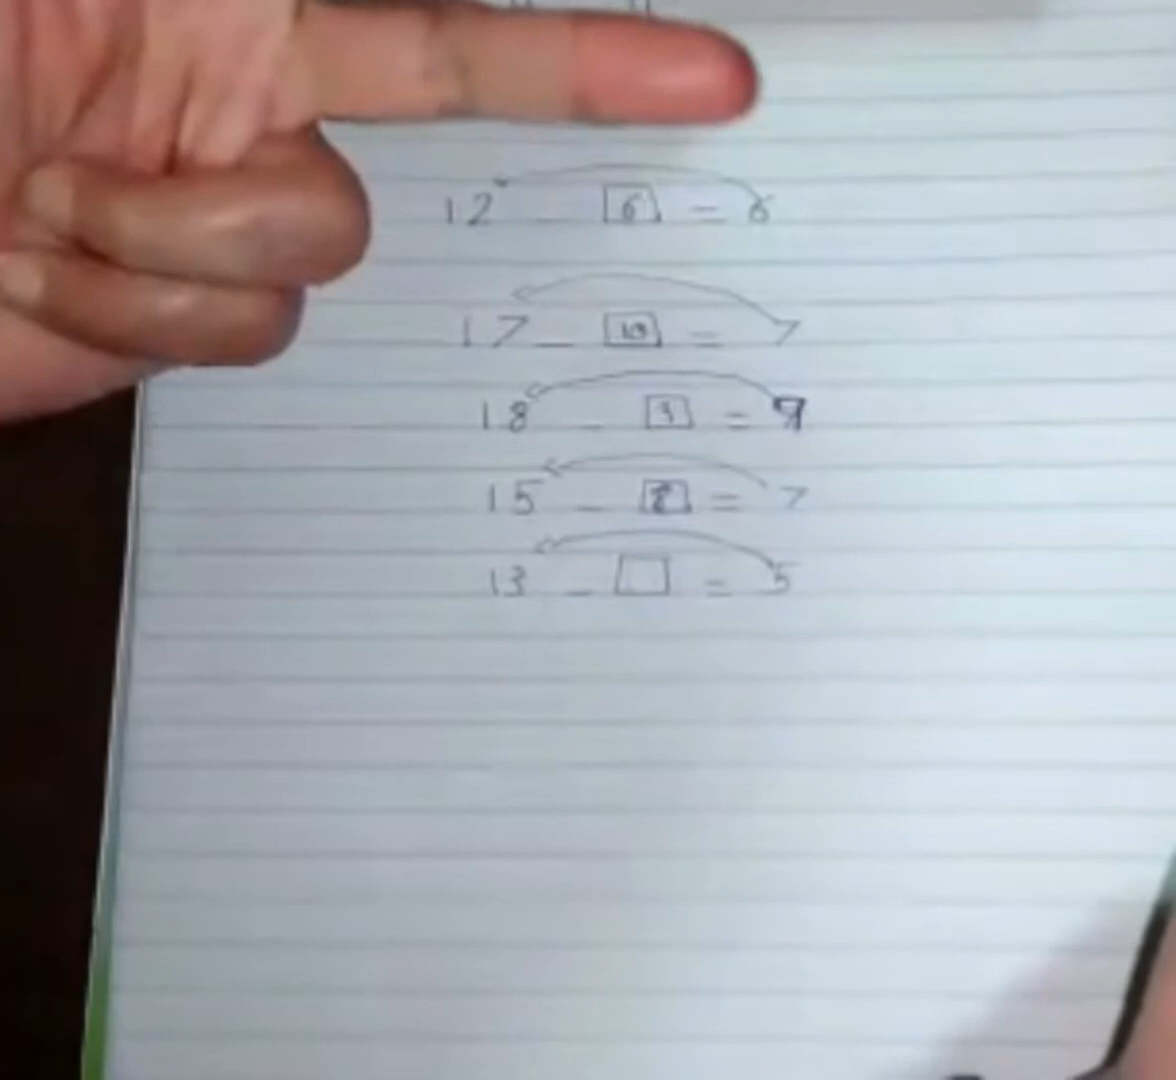 12 - 6 = 6
17 - 10 = 7
18 - 9 = 9
15 - 8 = 7
13 - □ = 5